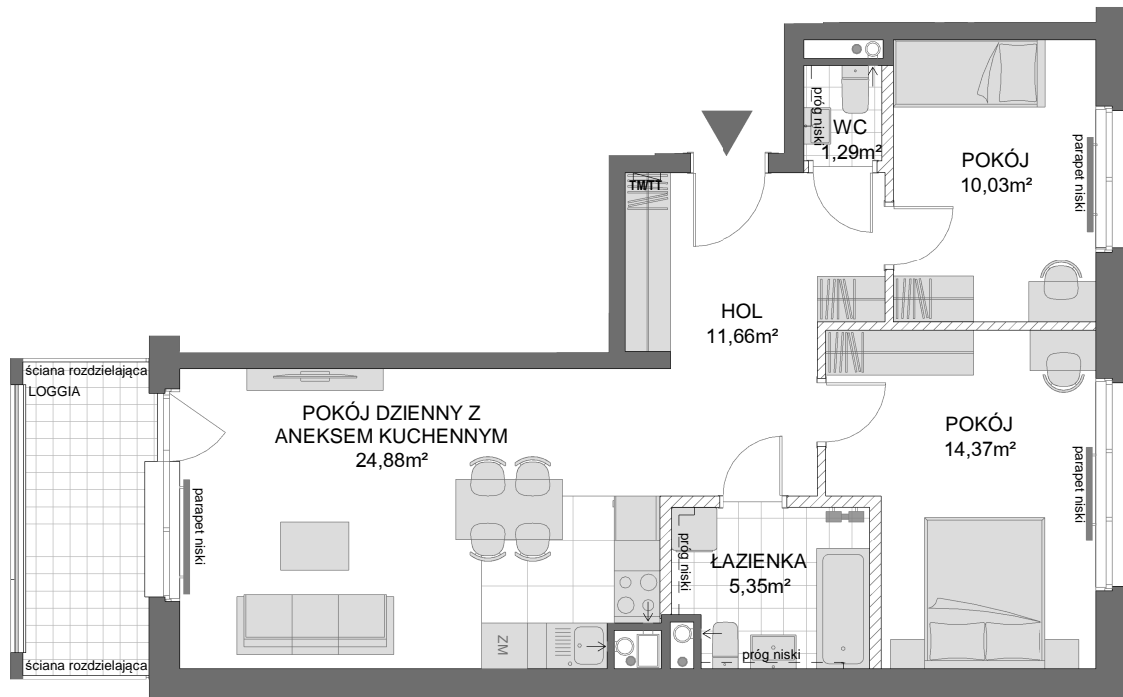 próg niski
WC
1,29m²
POKÓJ
10,03m²
parapet niski
TM/TT
HOL
11,66m²
ściana rozdzielająca
LOGGIA
POKÓJ DZIENNY Z
ANEKSEM KUCHENNYM
24,88m²
POKÓJ
14,37m²
parapet niski
parapet niski
próg niski
ŁAZIENKA
5,35m²
ZM
próg niski
ściana rozdzielająca